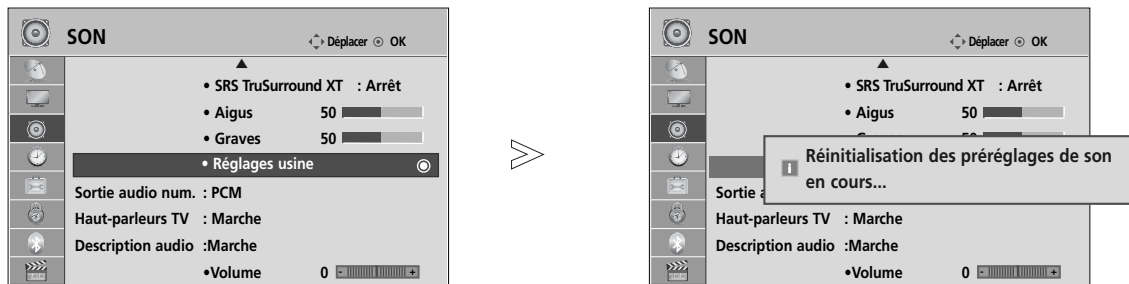 SON
Déplacer OK
• SRS TruSurround XT : Arrêt
• Aigus 50
• Graves 50
• Réglages usine
Sortie audio num. : PCM
Haut-parleurs TV : Marche
Description audio :Marche
•Volume 0 - +
SON
Déplacer OK
• SRS TruSurround XT : Arrêt
• Aigus 50
Réinitialisation des préréglages de son
en cours...
Sortie
Haut-parleurs TV : Marche
Description audio :Marche
•Volume 0 - +